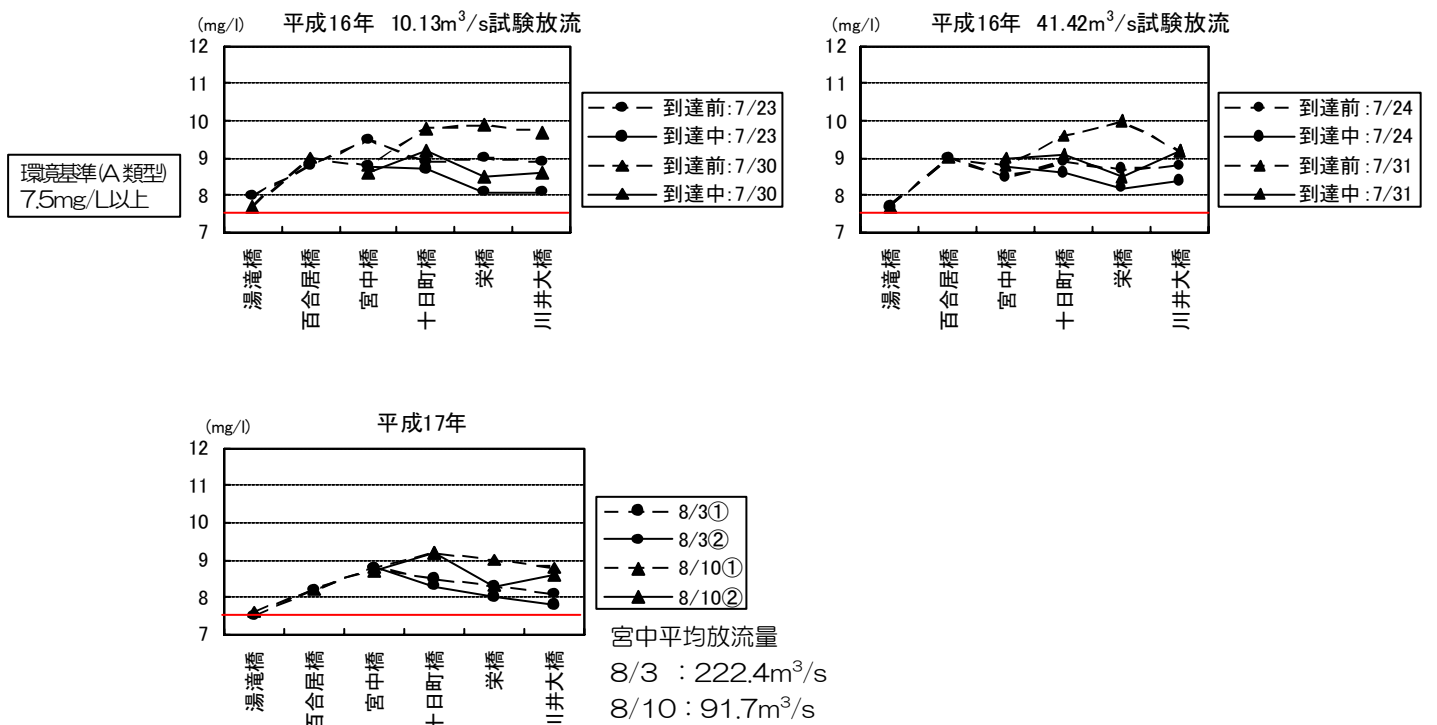 (mg/l) 平成16年 10.13m³/s試験放流
12
11
10
9
8
7
湯滝橋
百合居橋
宮中橋
十日町橋
栄橋
川井大橋
到達前:7/23
到達中:7/23
到達前:7/30
到達中:7/30
環境基準(A類型)
7.5mg/L以上
(mg/l) 平成16年 41.42m³/s試験放流
12
11
10
9
8
7
湯滝橋
百合居橋
宮中橋
十日町橋
栄橋
川井大橋
到達前:7/24
到達中:7/24
到達前:7/31
到達中:7/31
(mg/l) 平成17年
12
11
10
9
8
7
湯滝橋
百合居橋
宮中橋
十日町橋
栄橋
川井大橋
8/3①
8/3②
8/10①
8/10②
宮中平均放流量
8/3 : 222.4m³/s
8/10 : 91.7m³/s